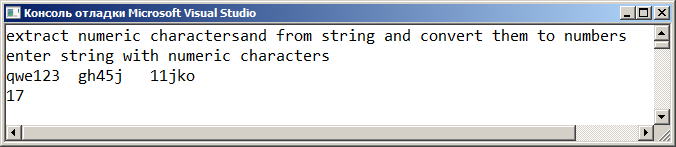 Консоль отладки Microsoft Visual Studio
extract numeric charactersand from string and convert them to numbers
enter string with numeric characters
qwe123  gh45j   11jko
17